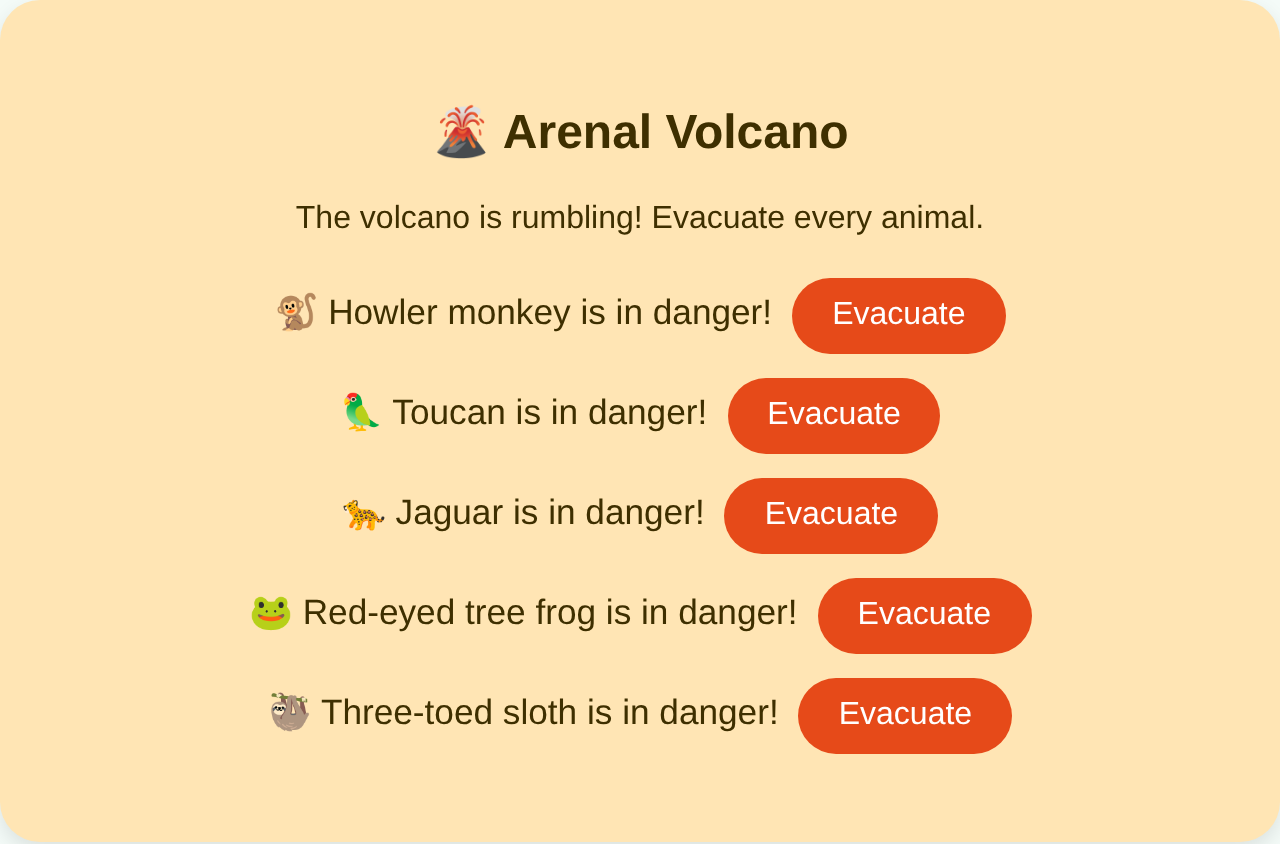 🌋 Arenal Volcano
The volcano is rumbling! Evacuate every animal.
🐒 Howler monkey is in danger! Evacuate
🦜 Toucan is in danger! Evacuate
🐆 Jaguar is in danger! Evacuate
🐸 Red-eyed tree frog is in danger! Evacuate
🦥 Three-toed sloth is in danger! Evacuate